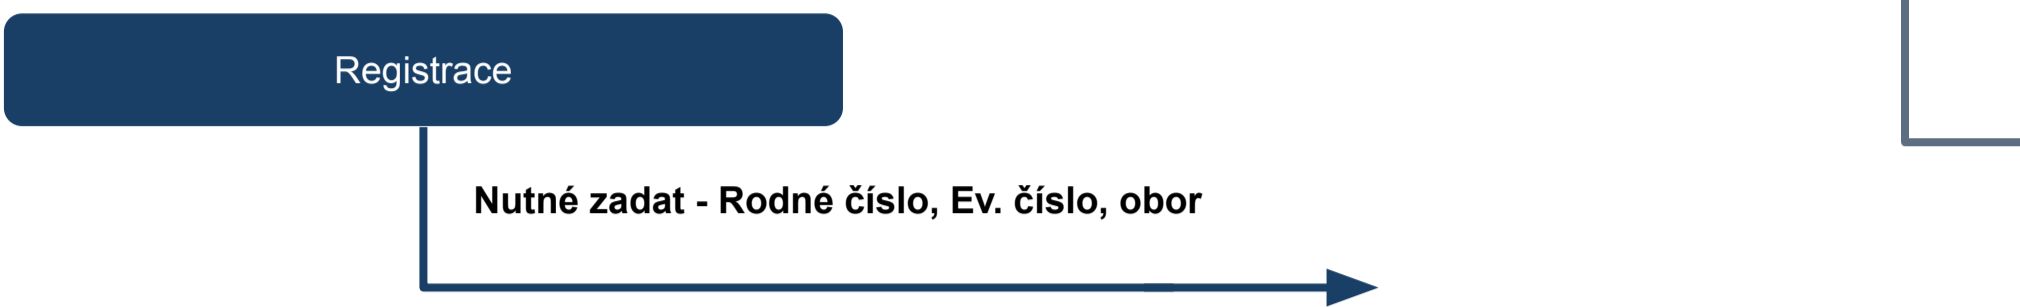 Registrace
Nutné zadat - Rodné číslo, Ev. číslo, obor